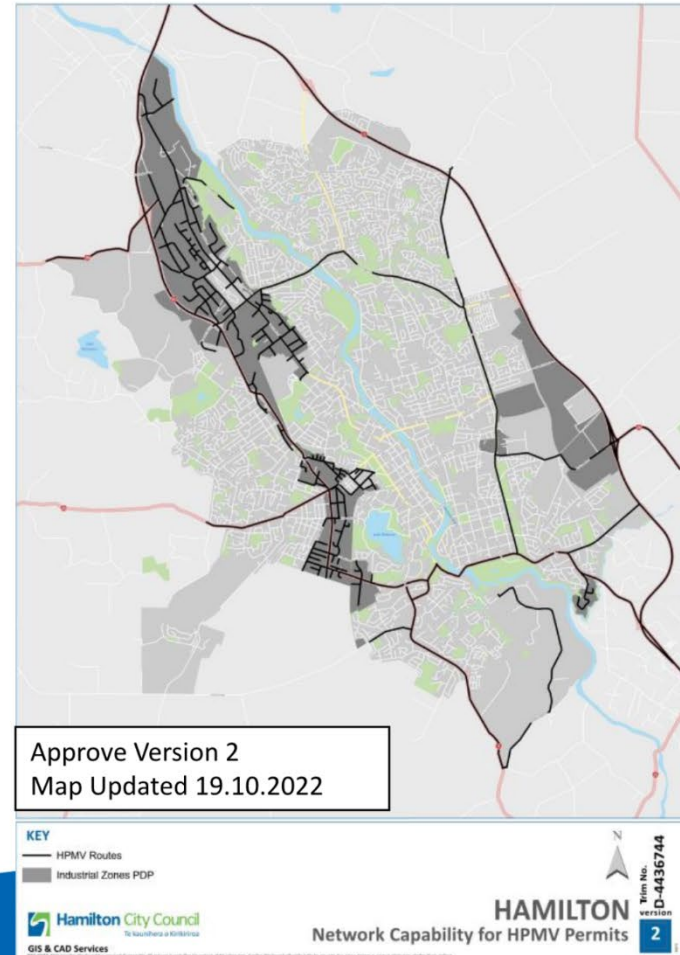 Approve Version 2
Map Updated 19.10.2022
KEY
HPMV Routes
Industrial Zones PDP
Hamilton City Council
Te kaunihera o Kirikiriroa
GIS & CAD Services
N
HAMILTON
Network Capability for HPMV Permits
Trim No.
D-4436744
version
2